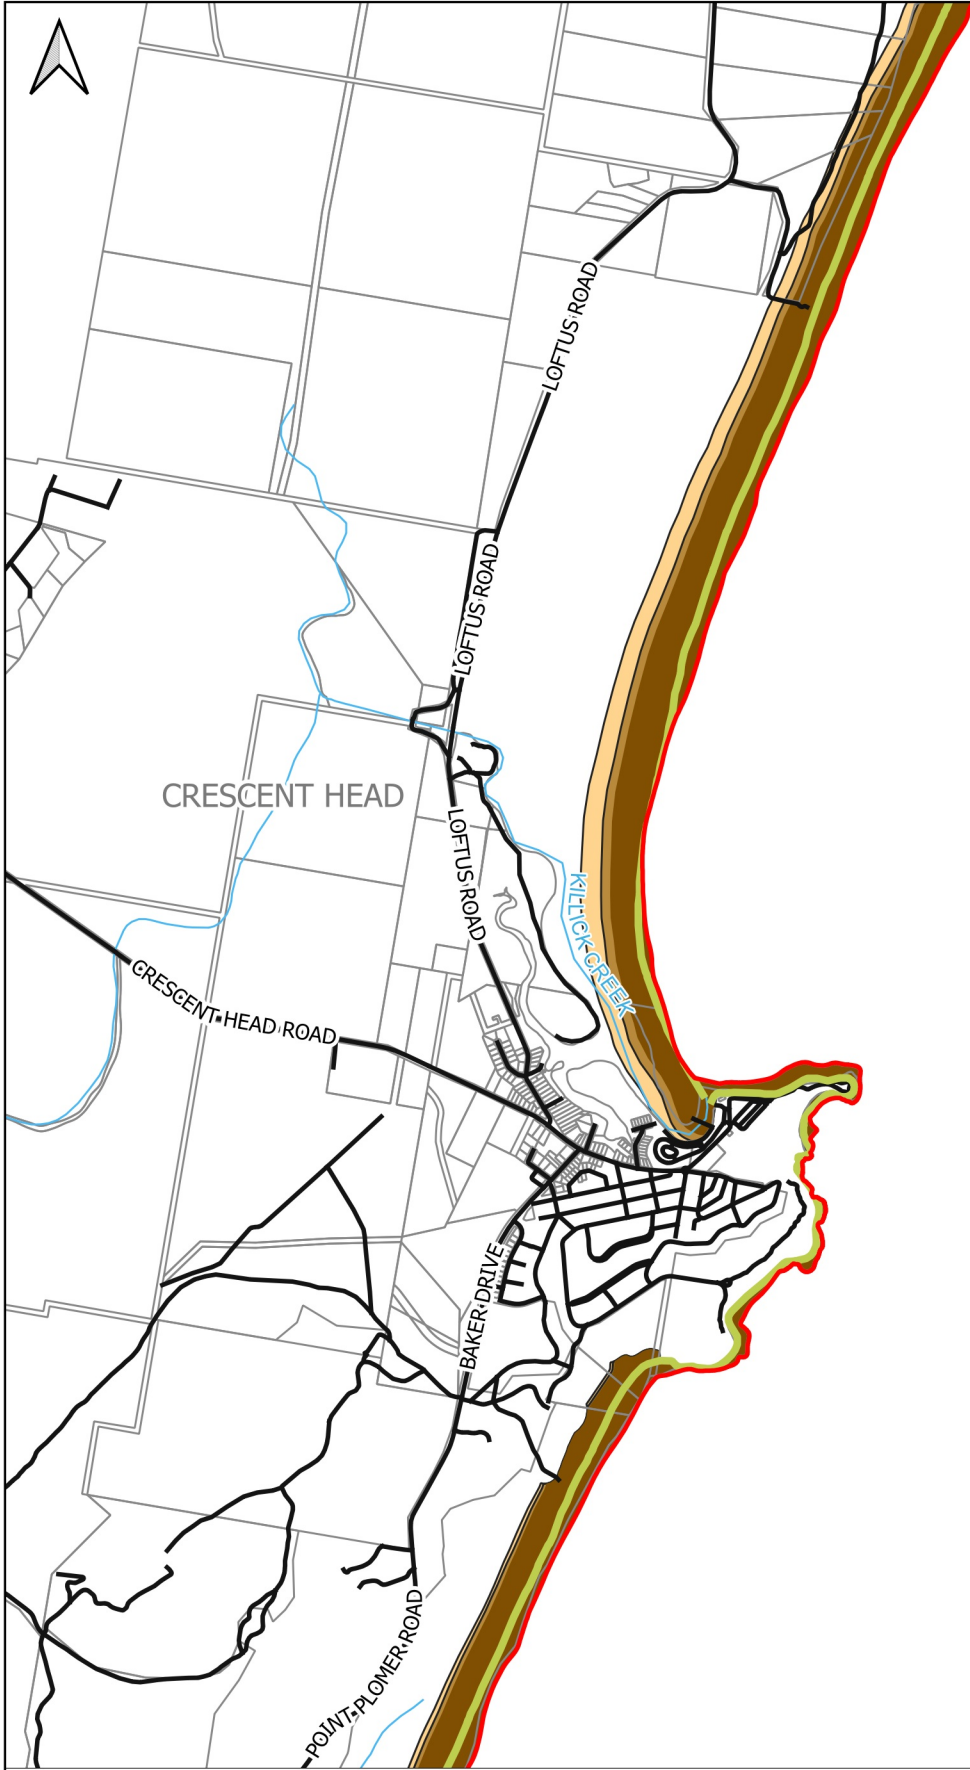 LOFTUS ROAD
LOFTUS ROAD
CRESCENT HEAD
LOFTUS ROAD
KILLICK CREEK
CRESCENT HEAD ROAD
BAKER DRIVE
POINT PLOMER ROAD